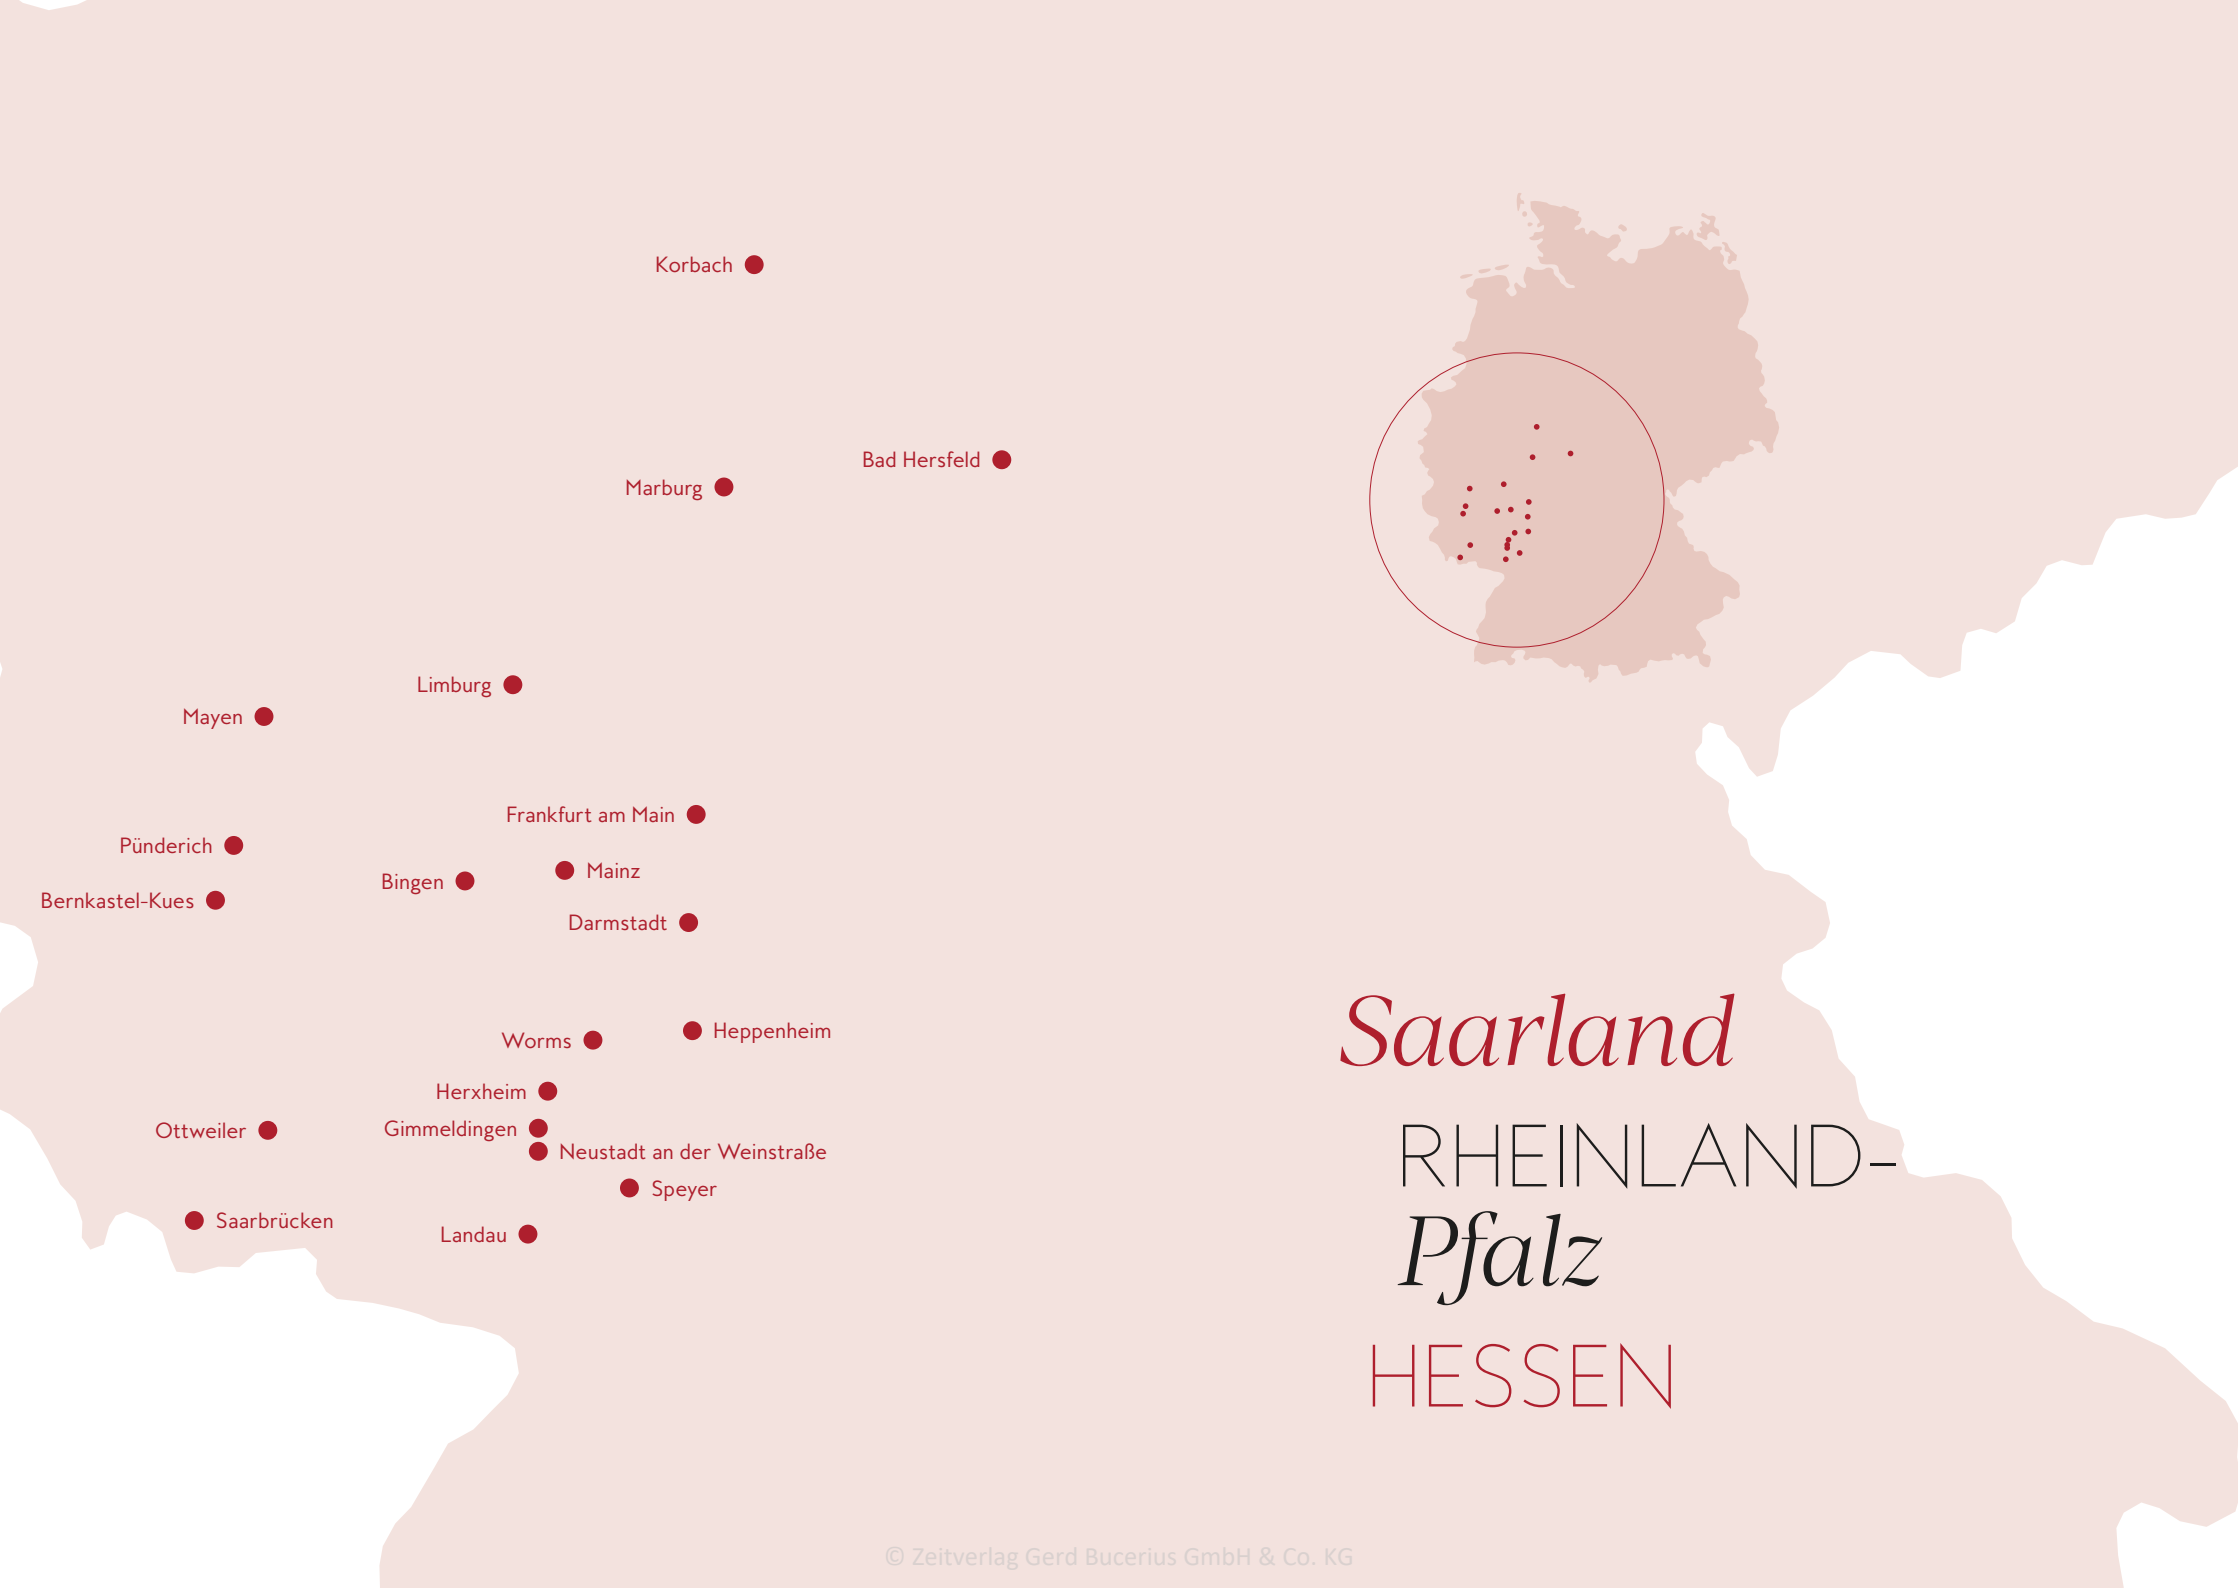 Korbach
Bad Hersfeld
Marburg
Limburg
Mayen
Frankfurt am Main
Pünderich
Mainz
Bingen
Bernkastel-Kues
Darmstadt
Heppenheim
Worms
Herxheim
Gimmeldingen
Ottweiler
Neustadt an der Weinstraße
Speyer
Saarbrücken
Landau
Saarland
RHEINLAND-
Pfalz
HESSEN
© Zeitverlag Gerd Bucerius GmbH & Co. KG